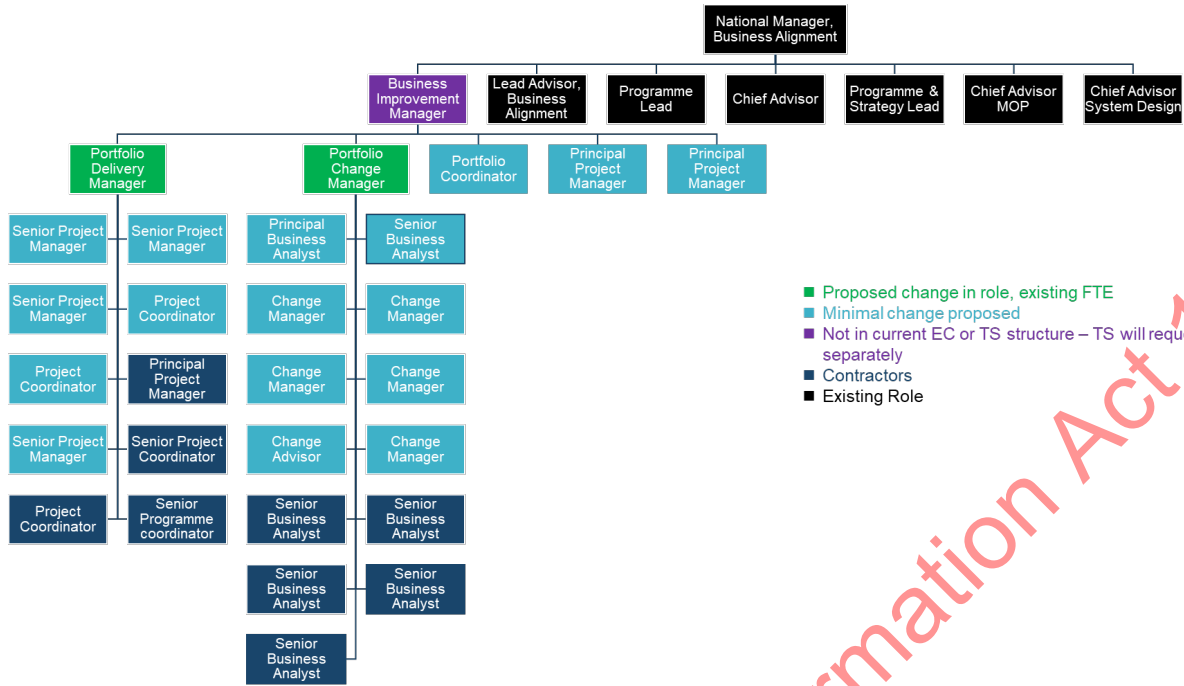 National Manager,
Business Alignment
Business
Improvement
Manager
Lead Advisor,
Business
Alignment
Programme
Lead
Chief Advisor
Programme &
Strategy Lead
Chief Advisor
MOP
Chief Advisor
System Design
Portfolio
Delivery
Manager
Portfolio
Change
Manager
Portfolio
Coordinator
Principal
Project
Manager
Principal
Project
Manager
Senior Project
Manager
Senior Project
Manager
Principal
Business
Analyst
Senior
Business
Analyst
Senior Project
Manager
Project
Coordinator
Change
Manager
Change
Manager
Project
Coordinator
Principal
Project
Manager
Change
Manager
Change
Manager
Senior Project
Manager
Senior Project
Coordinator
Change
Advisor
Change
Manager
Project
Coordinator
Senior
Programme
coordinator
Senior
Business
Analyst
Senior
Business
Analyst
Senior
Business
Analyst
Senior
Business
Analyst
Senior
Business
Analyst
Proposed change in role, existing FTE
Minimal change proposed
Not in current EC or TS structure – TS will
separately
Contractors
Existing Role
Act